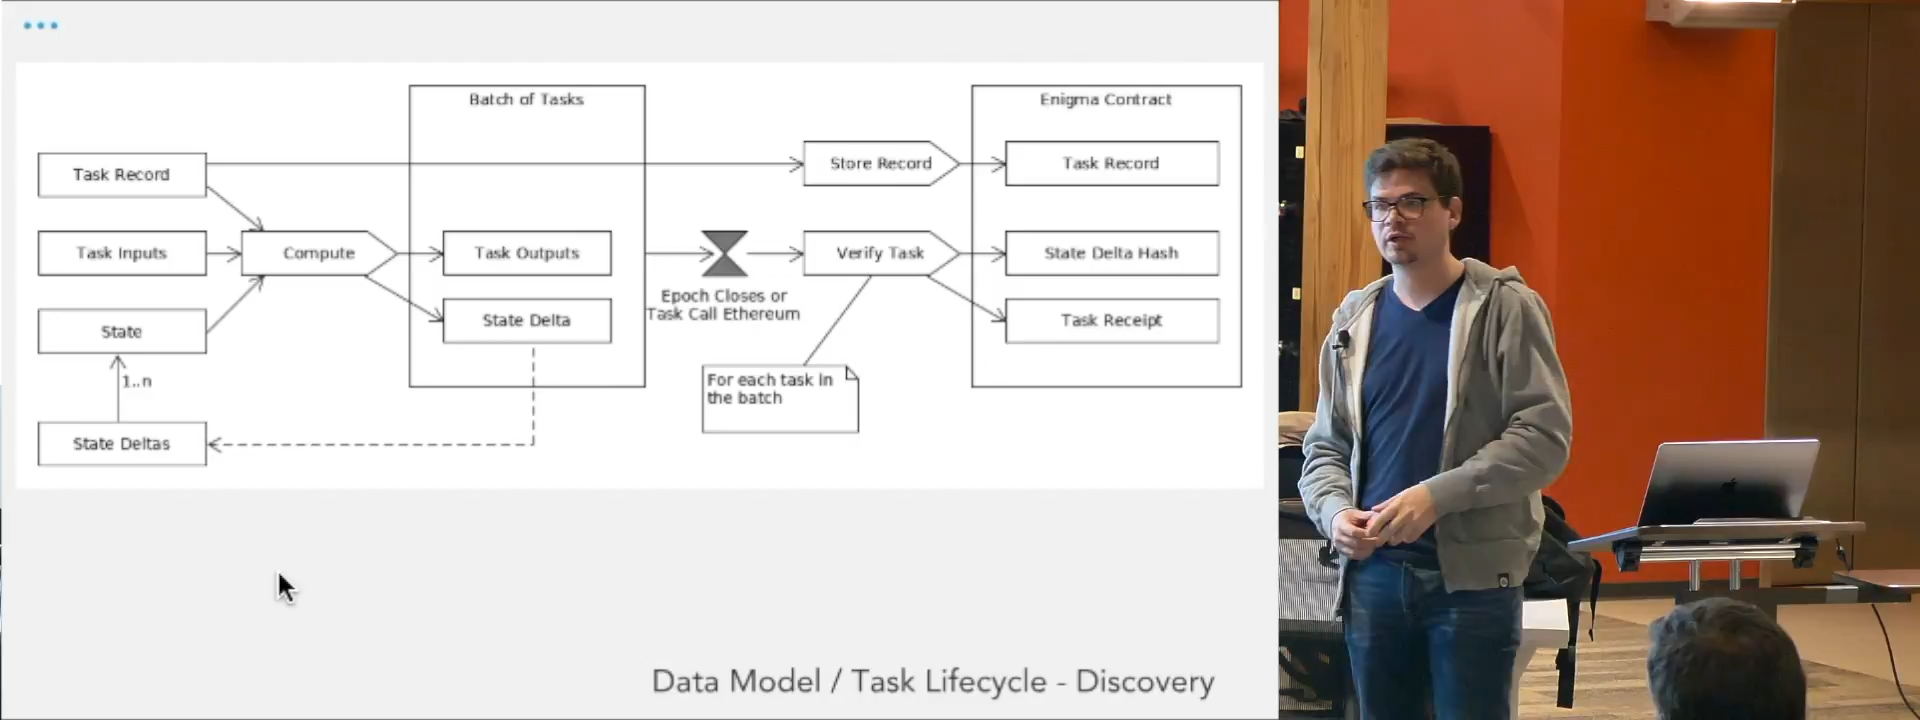 Batch of Tasks
Enigma Contract
Task Record
Store Record
Task Record
Task Inputs
Compute
Task Outputs
Verify Task
State Delta Hash
Epoch Closes or
Task Call Ethereum
State
State Delta
Task Receipt
1..n
For each task in
the batch
State Deltas
Data Model / Task Lifecycle - Discovery